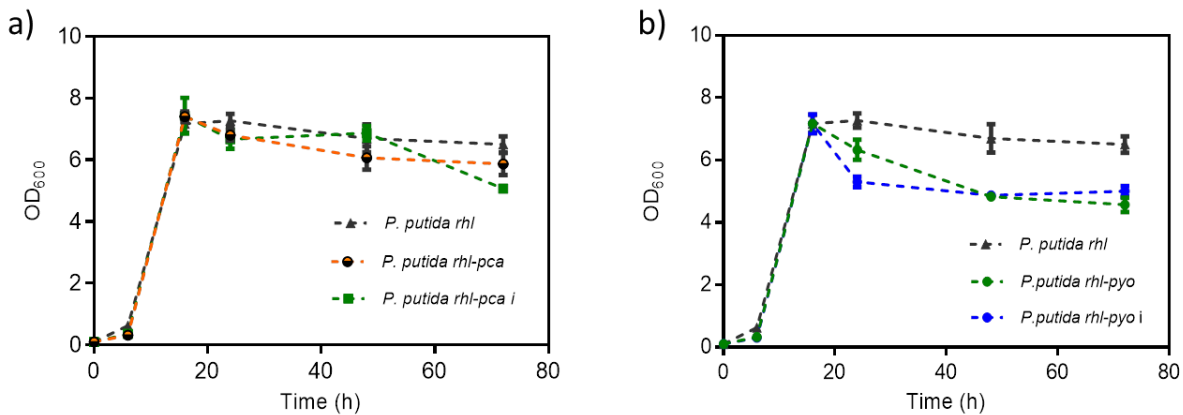 a)
10
8
6
4
2
0
OD600
0
20
40
60
80
Time (h)
P. putida rhl
P. putida rhl-pca
P. putida rhl-pca i
b)
10
8
6
4
2
0
OD600
0
20
40
60
80
Time (h)
P. putida rhl
P.putida rhl-pyo
P.putida rhl-pyo i